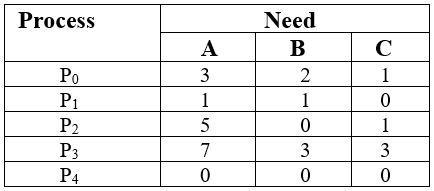 Process Need
A B C
P₀ 3 2 1
P₁ 1 1 0
P₂ 5 0 1
P₃ 7 3 3
P₄ 0 0 0